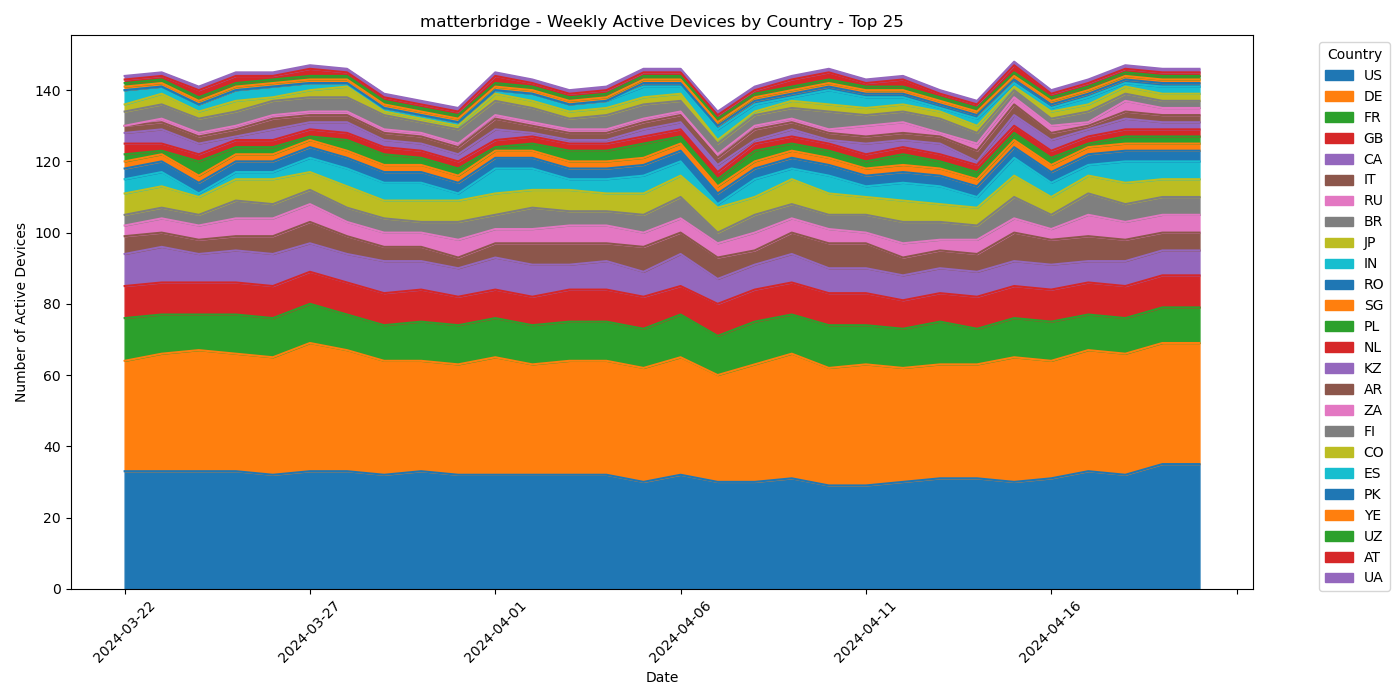 matterbridge - Weekly Active Devices by Country - Top 25
Number of Active Devices
140
120
100
80
60
40
20
0
2024-03-22
2024-03-27
2024-04-01
2024-04-06
2024-04-11
2024-04-16
Date
Country
US
DE
FR
GB
CA
IT
RU
BR
JP
IN
RO
SG
PL
NL
KZ
AR
ZA
FI
CO
ES
PK
YE
UZ
AT
UA